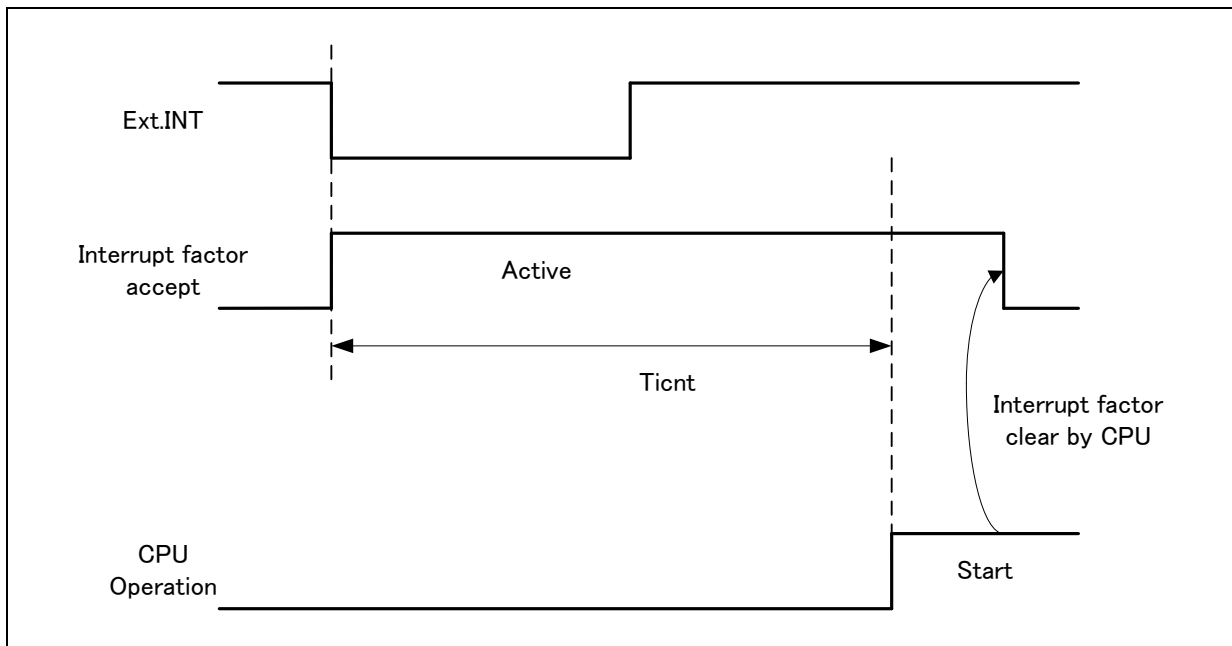 Ext.INT
Interrupt factor
accept
Active
Ticnt
Interrupt factor
clear by CPU
CPU
Operation
Start